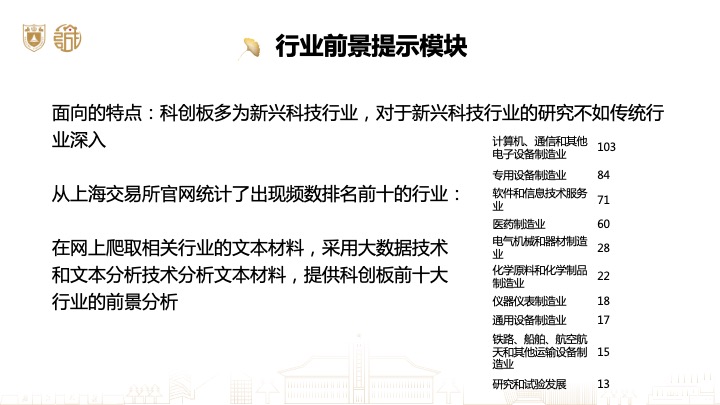 行业前景提示模块
面向的特点：科创板多为新兴科技行业，对于新兴科技行业的研究不如传统行
业深入
从上海交易所官网统计了出现频数排名前十的行业：
在网上爬取相关行业的文本材料，采用大数据技术
和文本分析技术分析文本材料，提供科创板前十大
行业的前景分析
计算机、通信和其他
电子设备制造业 103
专用设备制造业 84
软件和信息技术服务
业 71
医药制造业 60
电气机械和器材制造
业 28
化学原料和化学制品
制造业 22
仪器仪表制造业 18
通用设备制造业 17
铁路、船舶、航空航
天和其他运输设备制 15
造业
研究和试验发展 13